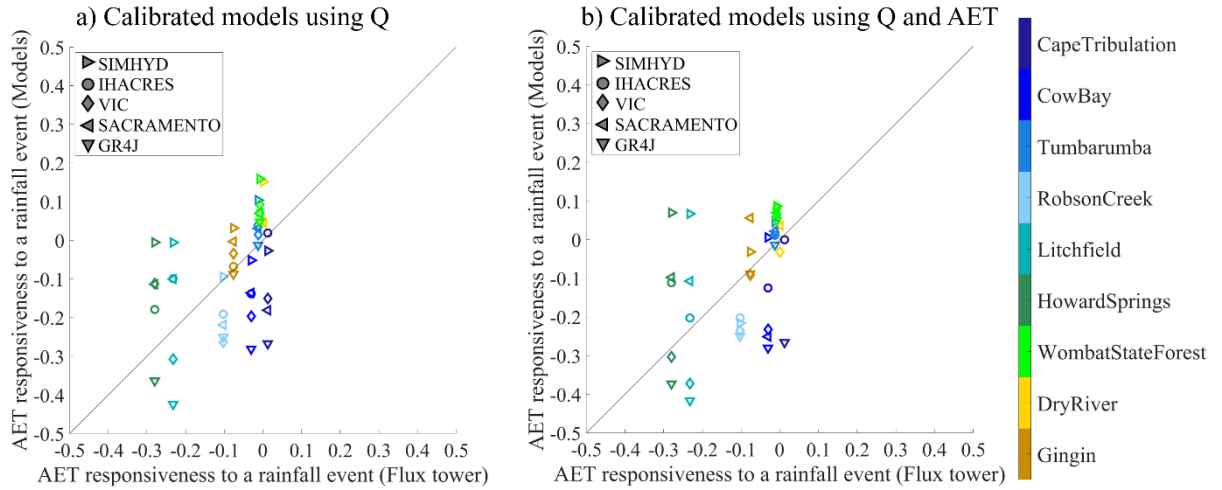 a) Calibrated models using Q
0.5
0.4
0.3
0.2
0.1
0
-0.1
-0.2
-0.3
-0.4
-0.5
AET responsiveness to a rainfall event (Models)
SIMHYD
IHACRES
VIC
SACRAMENTO
GR4J
-0.5 -0.4 -0.3 -0.2 -0.1 0 0.1 0.2 0.3 0.4 0.5
AET responsiveness to a rainfall event (Flux tower)
b) Calibrated models using Q and AET
0.5
0.4
0.3
0.2
0.1
0
-0.1
-0.2
-0.3
-0.4
-0.5
AET responsiveness to a rainfall event (Models)
SIMHYD
IHACRES
VIC
SACRAMENTO
GR4J
-0.5 -0.4 -0.3 -0.2 -0.1 0 0.1 0.2 0.3 0.4 0.5
AET responsiveness to a rainfall event (Flux tower)
CapeTribulation
CowBay
Tumbarumba
RobsonCreek
Litchfield
HowardSprings
WombatStateForest
DryRiver
Gingin